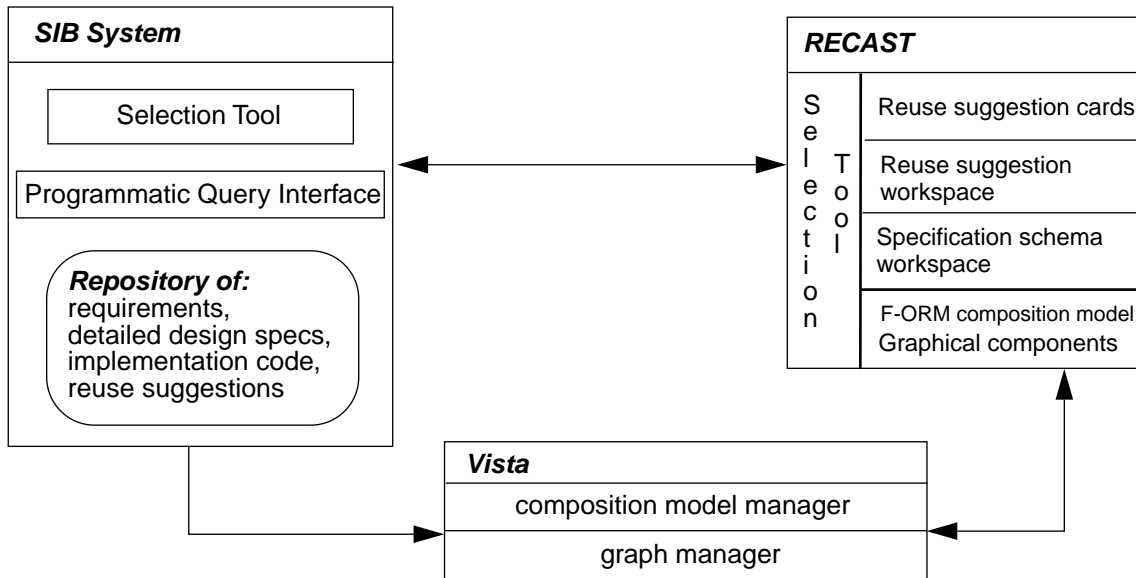 SIB System
Selection Tool
Programmatic Query Interface
Repository of:
requirements,
detailed design specs,
implementation code,
reuse suggestions
RECAST
Selection
Tool
Reuse suggestion cards
Reuse suggestion
workspace
Specification schema
workspace
F-ORM composition model
Graphical components
Vista
composition model manager
graph manager